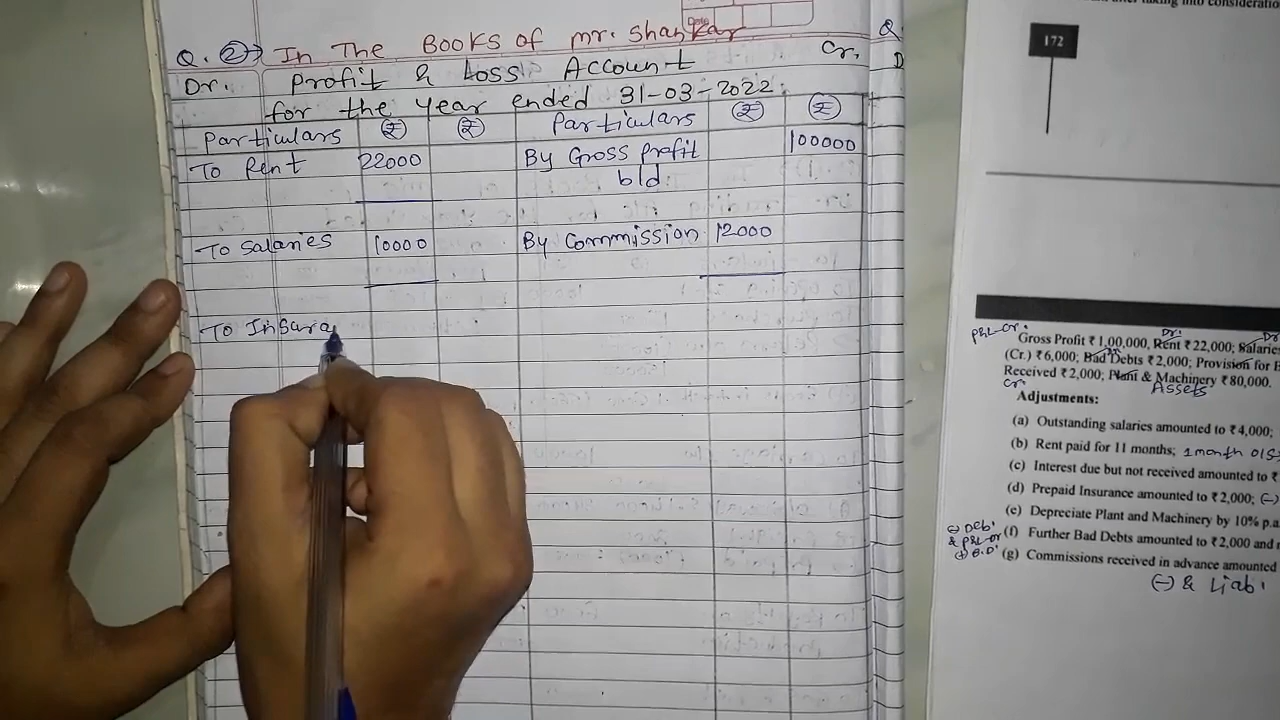 Q. ② → In The Books of mr. Shankar
Dr. Profit & Loss Account Cr.
for the year ended 31-03-2022.
Particulars ₹ ₹ Particulars ₹ ₹
To Rent 22000 By Gross profit 100000
b/d
To Salaries 10000 By Commission 12000
To Insura
Q
D
172
P&L Cr. Dr.
Gross Profit ₹ 1,00,000, Rent ₹ 22,000; Salaries
(Cr.) ₹ 6,000; Bad Debts ₹ 2,000; Provision for
Received ₹ 2,000; Plant & Machinery ₹ 80,000.
Cr Assets
Adjustments:
(a) Outstanding salaries amounted to ₹ 4,000;
(b) Rent paid for 11 months; 1 month O/S
(c) Interest due but not received amounted to ₹
(d) Prepaid Insurance amounted to ₹ 2,000; (-)
(e) Depreciate Plant and Machinery by 10% p.a
(f) Further Bad Debts amounted to ₹ 2,000 and
(g) Commissions received in advance amounted
(-) & Liab'